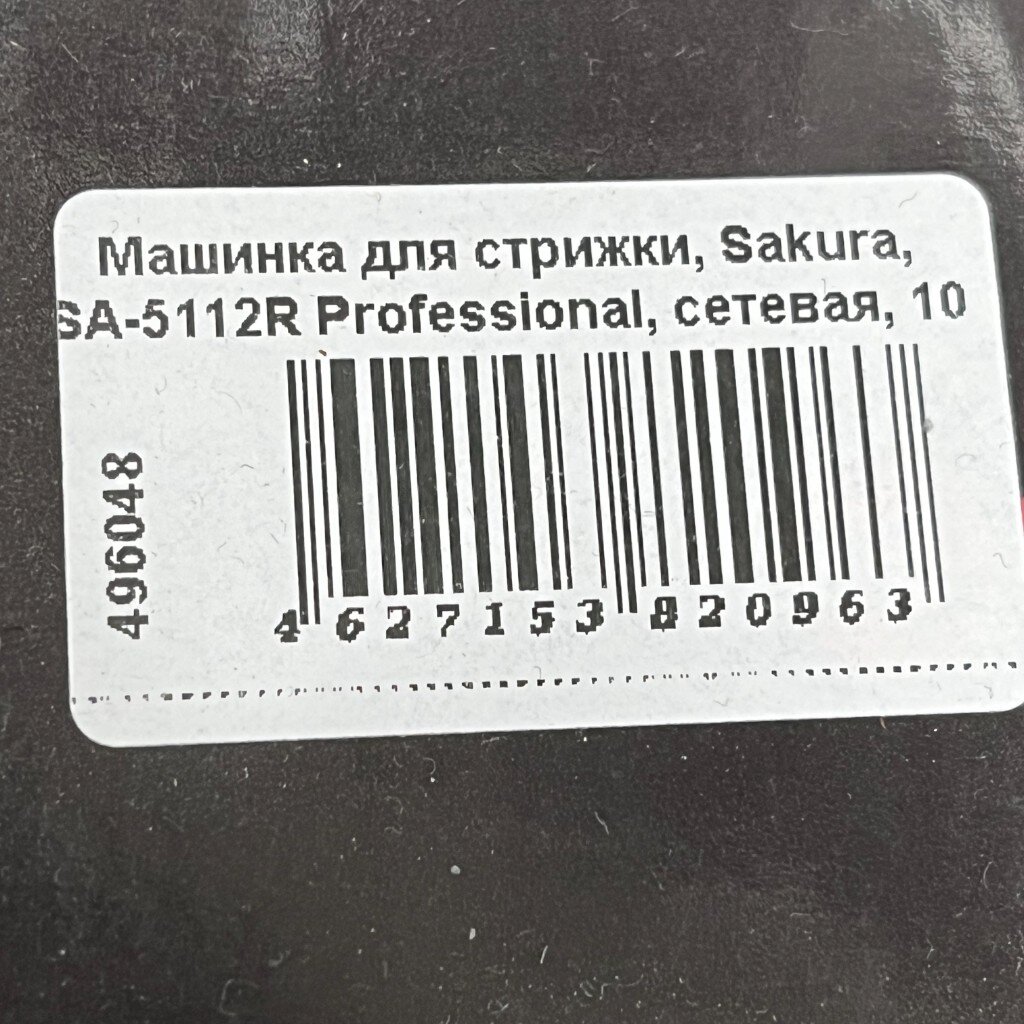 Машинка для стрижки, Sakura,
SA-5112R Professional, сетевая, 10
496048
4 627153 820963